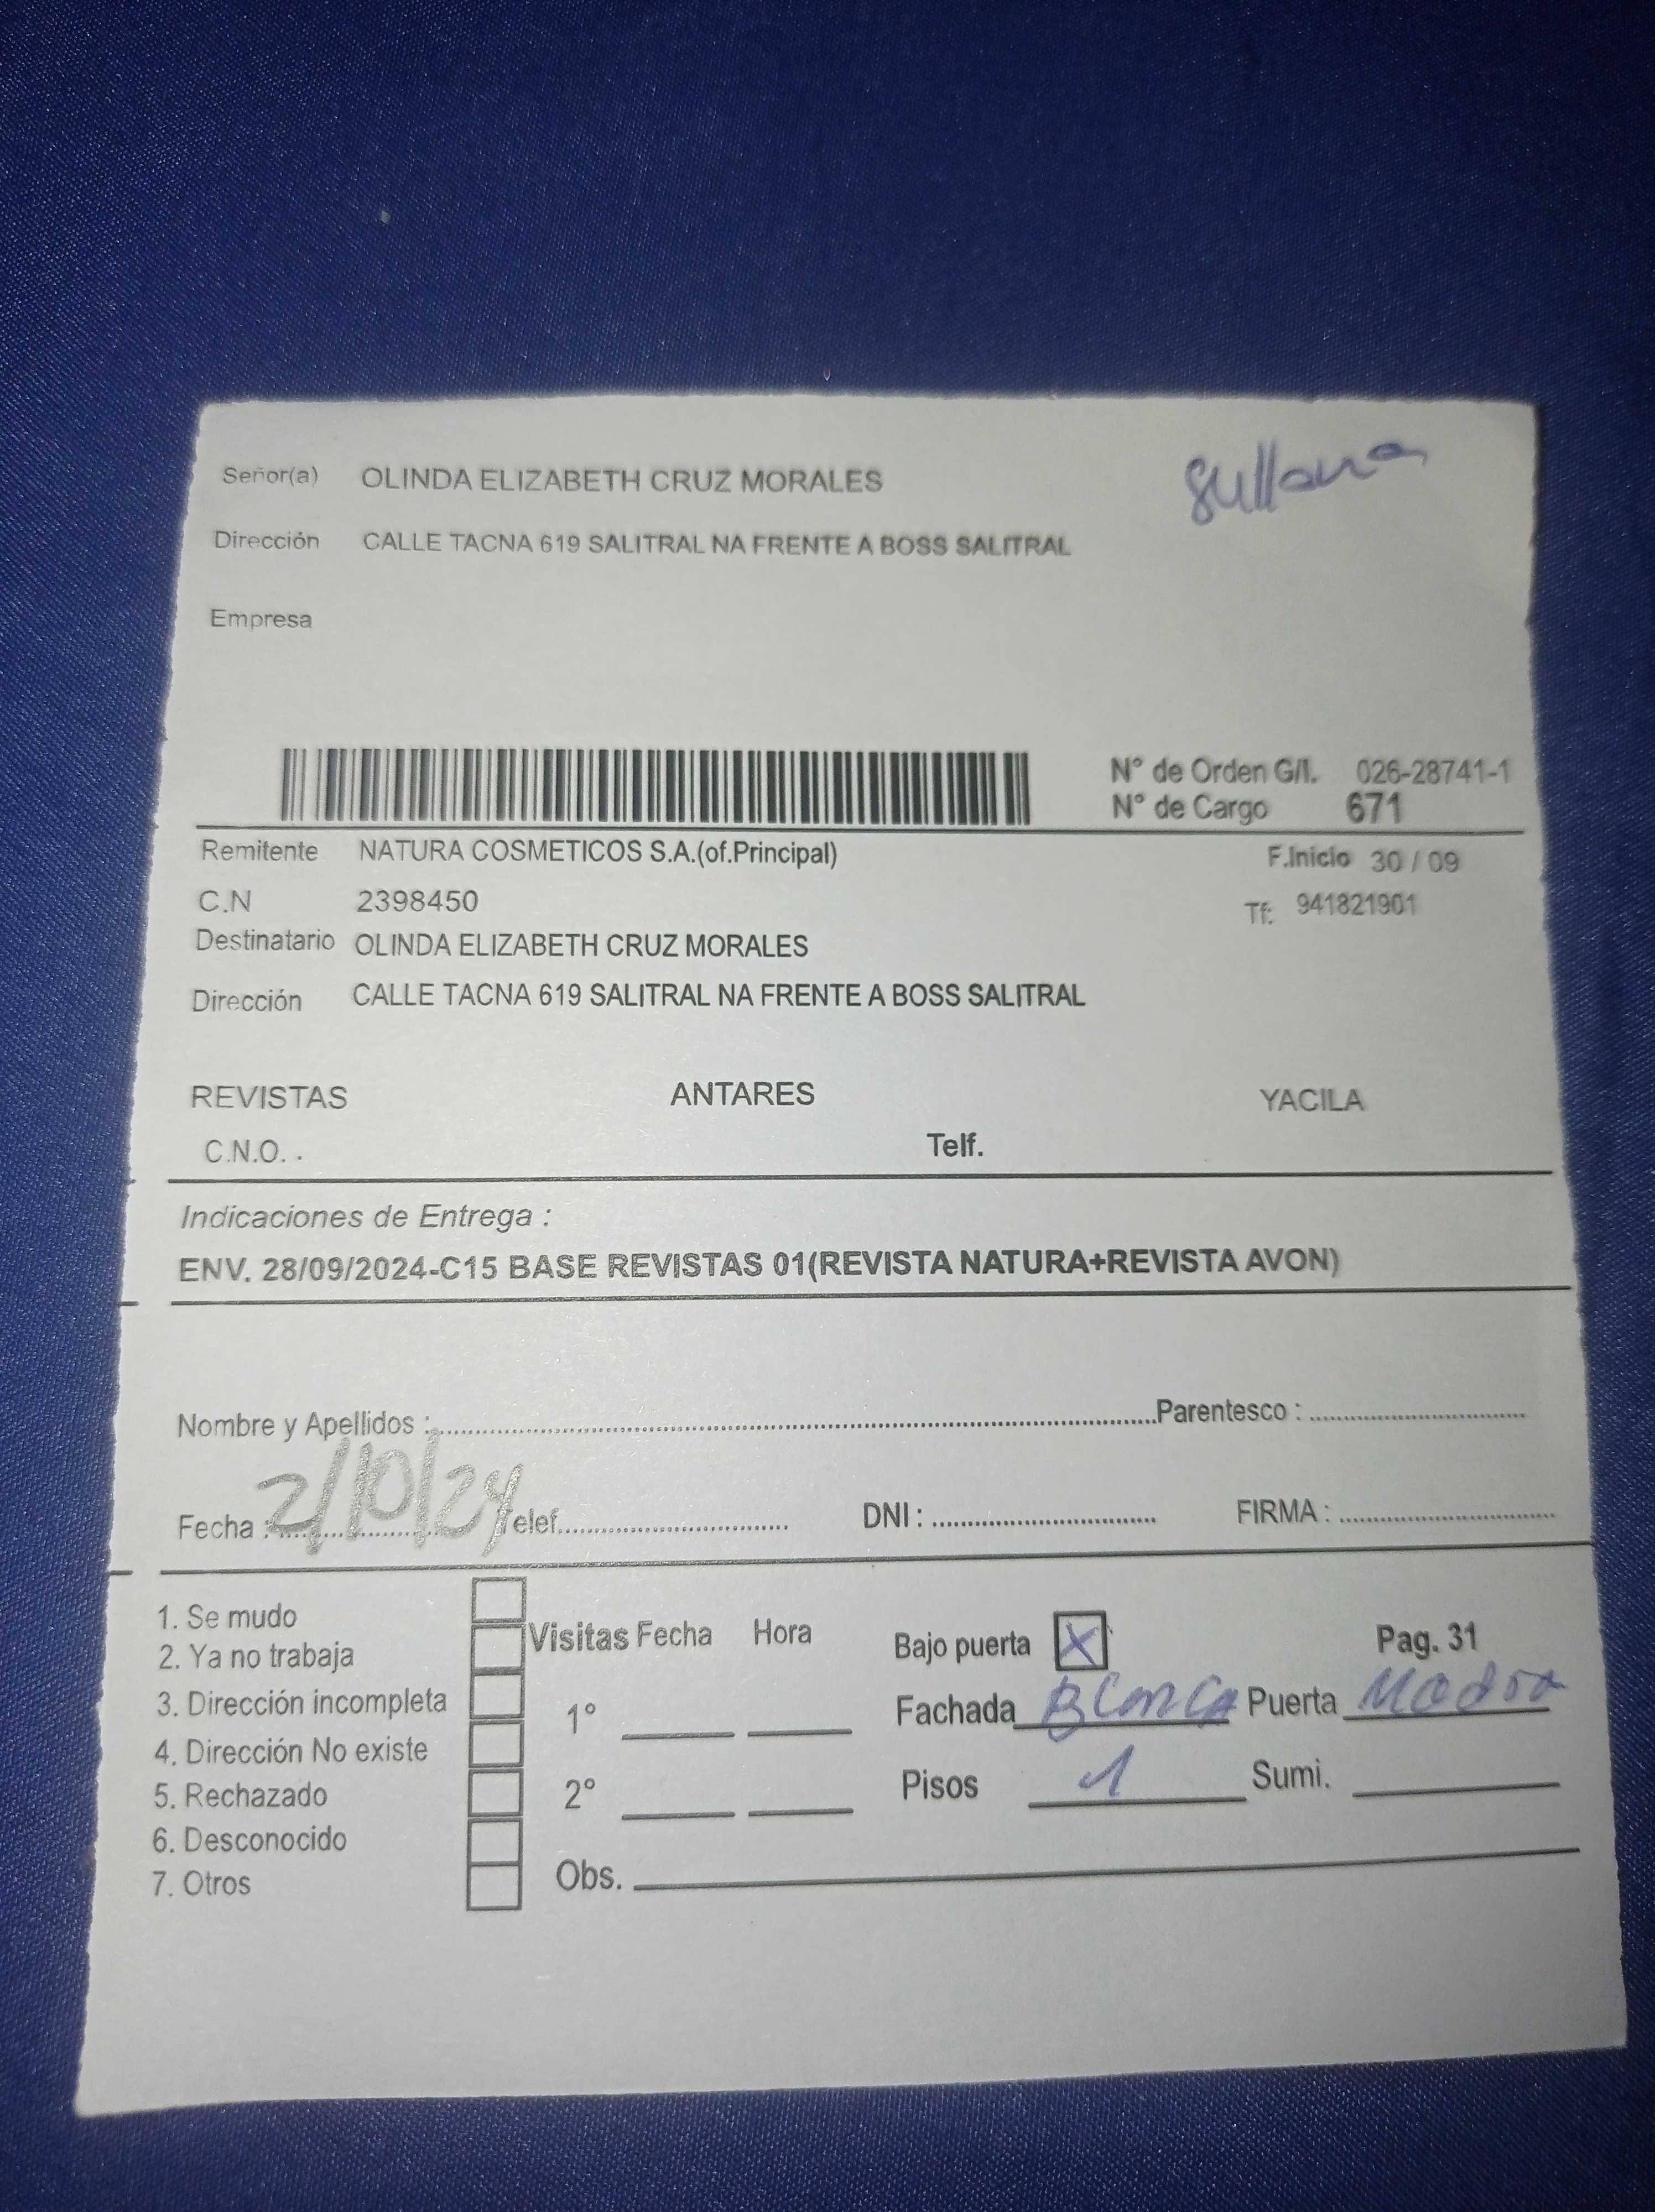 Sullana
Señor(a) OLINDA ELIZABETH CRUZ MORALES
Dirección CALLE TACNA 619 SALITRAL NA FRENTE A BOSS SALITRAL
Empresa
N° de Orden G/I. 026-28741-1
N° de Cargo 671
Remitente NATURA COSMETICOS S.A.(of.Principal) F.Inicio 30 / 09
C.N 2398450 Tf: 941821901
Destinatario OLINDA ELIZABETH CRUZ MORALES
Dirección CALLE TACNA 619 SALITRAL NA FRENTE A BOSS SALITRAL
REVISTAS ANTARES YACILA
C.N.O. . Telf.
Indicaciones de Entrega :
ENV. 28/09/2024-C15 BASE REVISTAS 01(REVISTA NATURA+REVISTA AVON)
Nombre y Apellidos : Parentesco :
Fecha : 2/10/24 Telef. DNI : FIRMA :
1. Se mudo
2. Ya no trabaja
3. Dirección incompleta
4. Dirección No existe
5. Rechazado
6. Desconocido
7. Otros
Visitas Fecha Hora
1°
2°
Obs.
Bajo puerta X Pag. 31
Fachada Blanca Puerta
Pisos 1 Sumi.